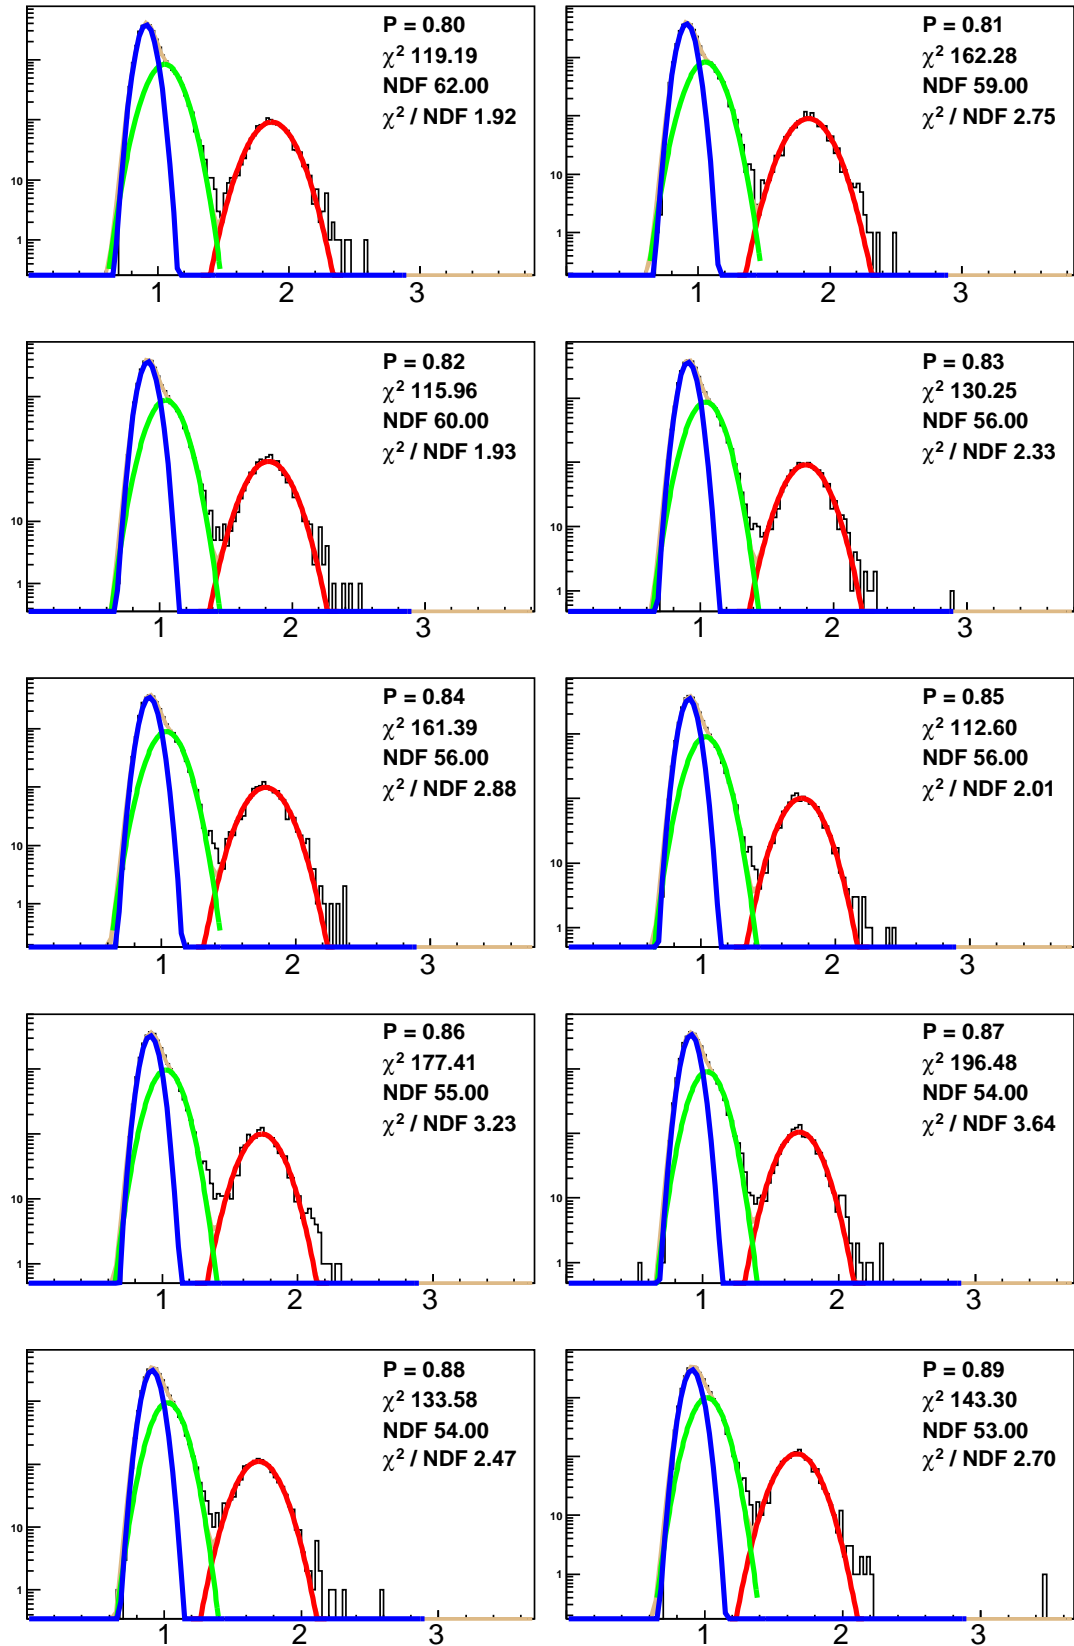 P = 0.80
χ² 119.19
NDF 62.00
χ² / NDF 1.92
10
1
1 2 3
P = 0.81
χ² 162.28
NDF 59.00
χ² / NDF 2.75
10
1
1 2 3
P = 0.82
χ² 115.96
NDF 60.00
χ² / NDF 1.93
10
1
1 2 3
P = 0.83
χ² 130.25
NDF 56.00
χ² / NDF 2.33
10
1
1 2 3
P = 0.84
χ² 161.39
NDF 56.00
χ² / NDF 2.88
10
1
1 2 3
P = 0.85
χ² 112.60
NDF 56.00
χ² / NDF 2.01
10
1
1 2 3
P = 0.86
χ² 177.41
NDF 55.00
χ² / NDF 3.23
10
1
1 2 3
P = 0.87
χ² 196.48
NDF 54.00
χ² / NDF 3.64
10
1
1 2 3
P = 0.88
χ² 133.58
NDF 54.00
χ² / NDF 2.47
10
1
1 2 3
P = 0.89
χ² 143.30
NDF 53.00
χ² / NDF 2.70
10
1
1 2 3